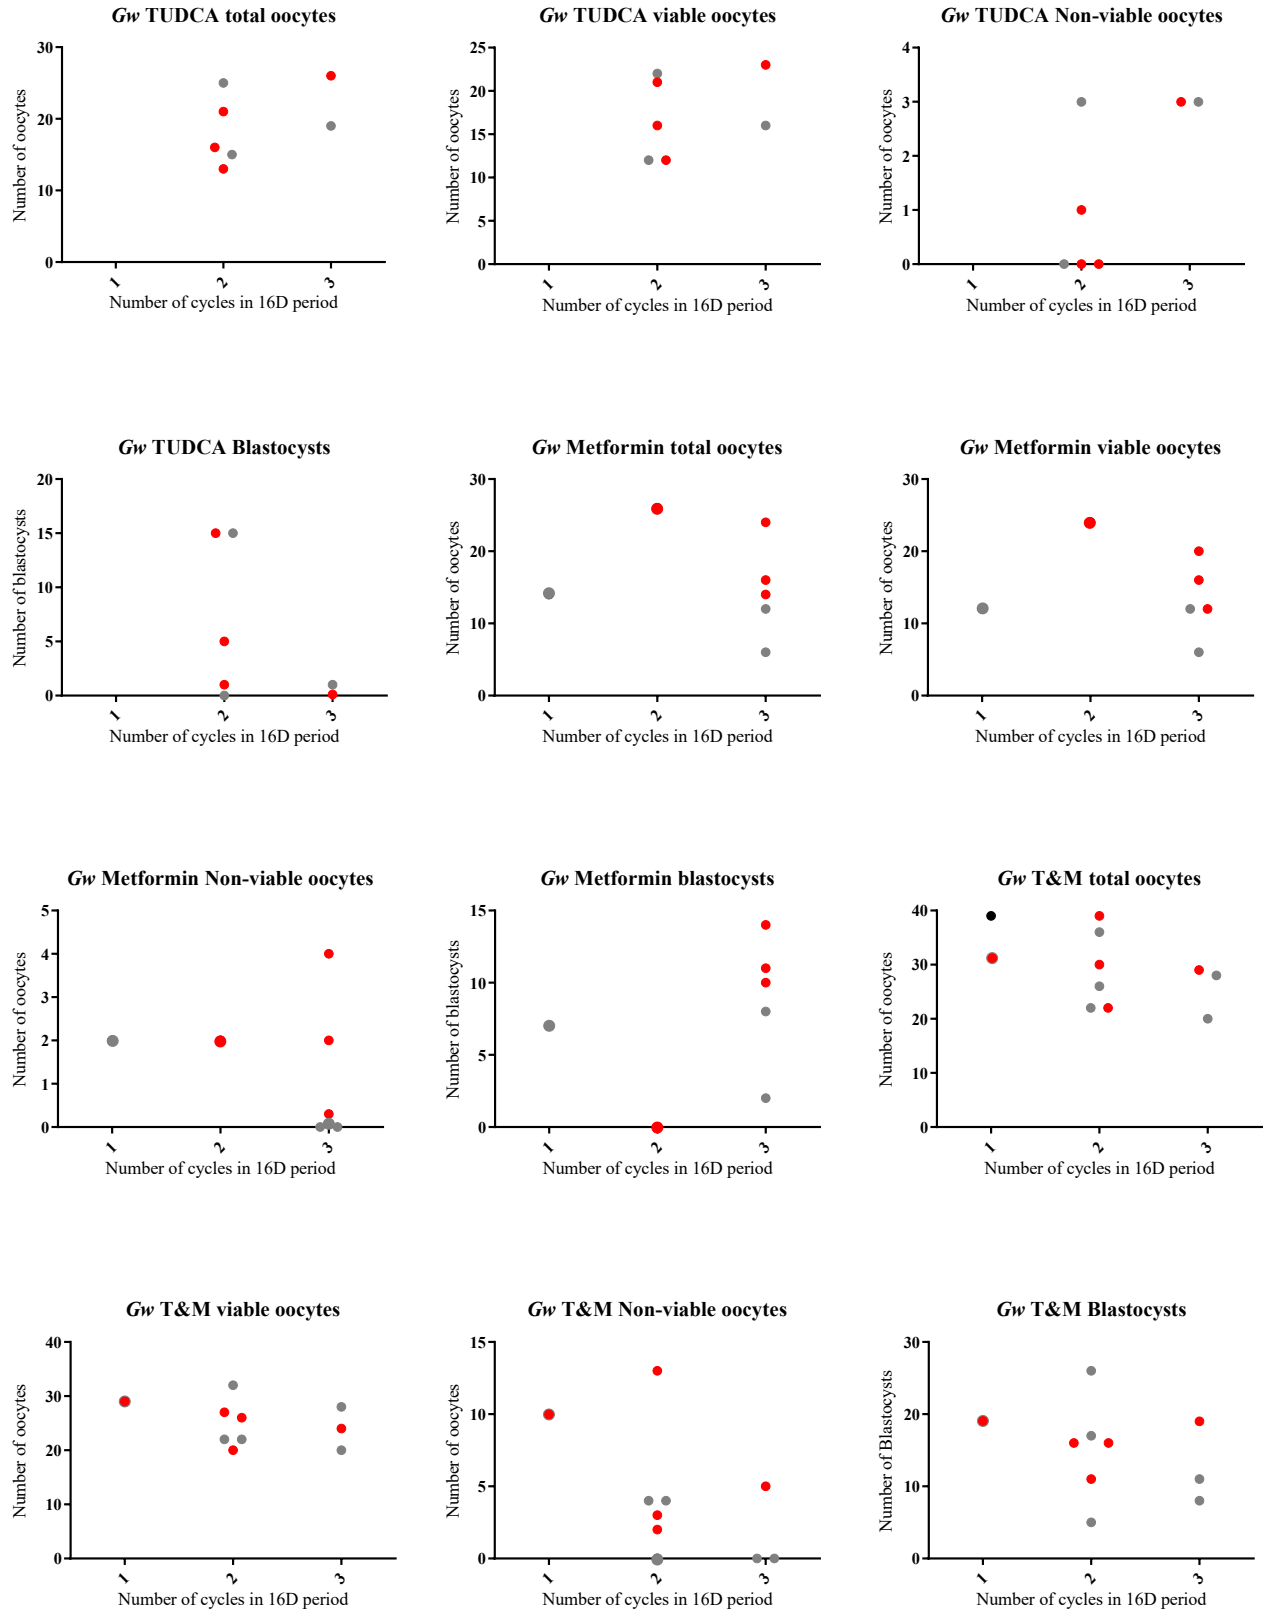 Gw TUDCA total oocytes
Number of oocytes
30
20
10
0
1 2 3
Number of cycles in 16D period
Gw TUDCA viable oocytes
Number of oocytes
25
20
15
10
5
0
1 2 3
Number of cycles in 16D period
Gw TUDCA Non-viable oocytes
Number of oocytes
4
3
2
1
0
1 2 3
Number of cycles in 16D period
Gw TUDCA Blastocysts
Number of blastocysts
20
15
10
5
0
1 2 3
Number of cycles in 16D period
Gw Metformin total oocytes
Number of oocytes
30
20
10
0
1 2 3
Number of cycles in 16D period
Gw Metformin viable oocytes
Number of oocytes
30
20
10
0
1 2 3
Number of cycles in 16D period
Gw Metformin Non-viable oocytes
Number of oocytes
5
4
3
2
1
0
1 2 3
Number of cycles in 16D period
Gw Metformin blastocysts
Number of blastocysts
15
10
5
0
1 2 3
Number of cycles in 16D period
Gw T&M total oocytes
Number of oocytes
40
30
20
10
0
1 2 3
Number of cycles in 16D period
Gw T&M viable oocytes
Number of oocytes
40
30
20
10
0
1 2 3
Number of cycles in 16D period
Gw T&M Non-viable oocytes
Number of oocytes
15
10
5
0
1 2 3
Number of cycles in 16D period
Gw T&M Blastocysts
Number of Blastocysts
30
20
10
0
1 2 3
Number of cycles in 16D period